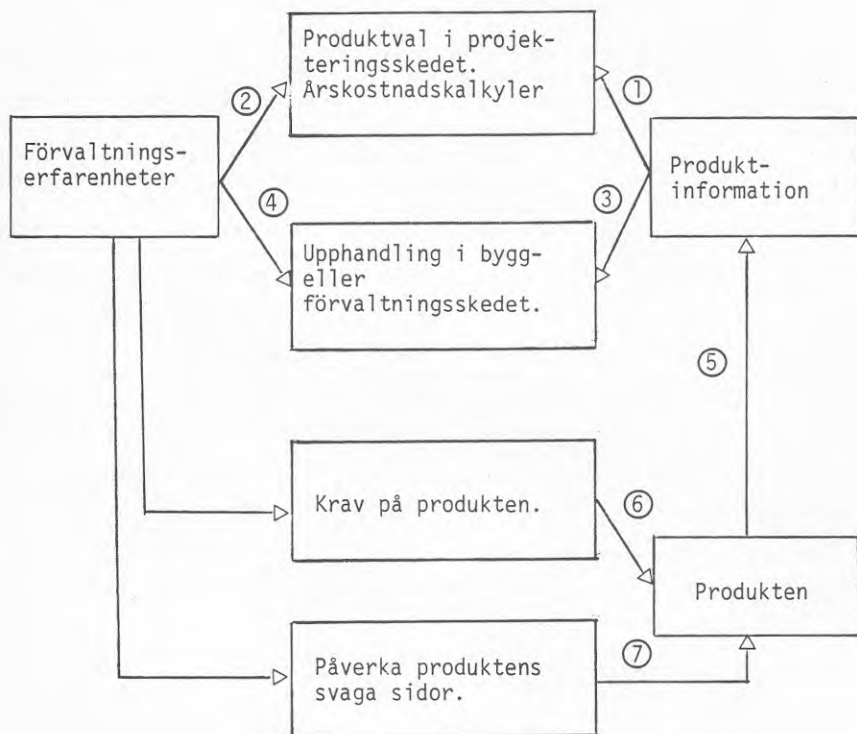 Produktval i projek-
teringsskedet.
Årskostnadskalkyler
②
①
Förvaltnings-
erfarenheter
Produkt-
information
④
③
Upphandling i bygg-
eller
förvaltningsskedet.
⑤
Krav på produkten.
⑥
Produkten
Påverka produktens
svaga sidor.
⑦